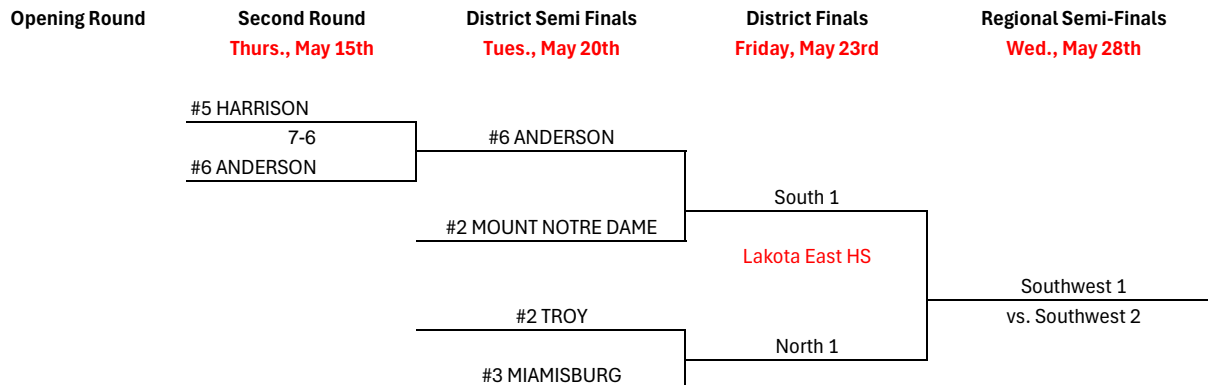 Opening Round Second Round District Semi Finals District Finals Regional Semi-Finals
Thurs., May 15th Tues., May 20th Friday, May 23rd Wed., May 28th
#5 HARRISON
7-6 #6 ANDERSON
#6 ANDERSON
South 1
#2 MOUNT NOTRE DAME
Lakota East HS
Southwest 1
#2 TROY vs. Southwest 2
North 1
#3 MIAMISBURG